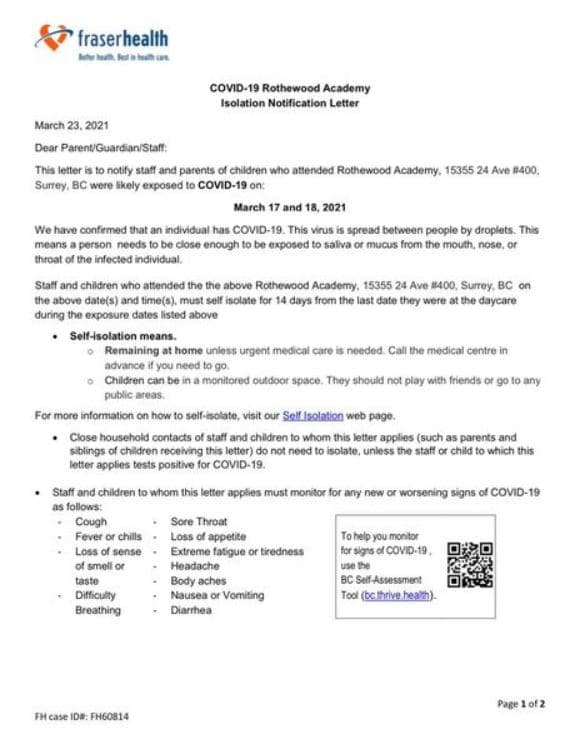 fraserhealth
Better health. Best in health care.
COVID-19 Rothewood Academy
Isolation Notification Letter
March 23, 2021
Dear Parent/Guardian/Staff:
This letter is to notify staff and parents of children who attended Rothewood Academy, 15355 24 Ave #400,
Surrey, BC were likely exposed to COVID-19 on:
March 17 and 18, 2021
We have confirmed that an individual has COVID-19. This virus is spread between people by droplets. This
means a person needs to be close enough to be exposed to saliva or mucus from the mouth, nose, or
throat of the infected individual.
Staff and children who attended the the above Rothewood Academy, 15355 24 Ave #400, Surrey, BC on
the above date(s) and time(s), must self isolate for 14 days from the last date they were at the daycare
during the exposure dates listed above
• Self-isolation means.
o Remaining at home unless urgent medical care is needed. Call the medical centre in
advance if you need to go.
o Children can be in a monitored outdoor space. They should not play with friends or go to any
public areas.
For more information on how to self-isolate, visit our Self Isolation web page.
• Close household contacts of staff and children to whom this letter applies (such as parents and
siblings of children receiving this letter) do not need to isolate, unless the staff or child to which this
letter applies tests positive for COVID-19.
• Staff and children to whom this letter applies must monitor for any new or worsening signs of COVID-19
as follows:
- Cough
- Fever or chills
- Loss of sense
of smell or
taste
- Difficulty
Breathing
- Sore Throat
- Loss of appetite
- Extreme fatigue or tiredness
- Headache
- Body aches
- Nausea or Vomiting
- Diarrhea
To help you monitor
for signs of COVID-19 ,
use the
BC Self-Assessment
Tool (bc.thrive.health).
Page 1 of 2
FH case ID#: FH60814